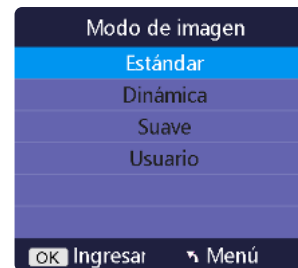 Modo de imagen
Estándar
Dinámica
Suave
Usuario
OK Ingresar Menú